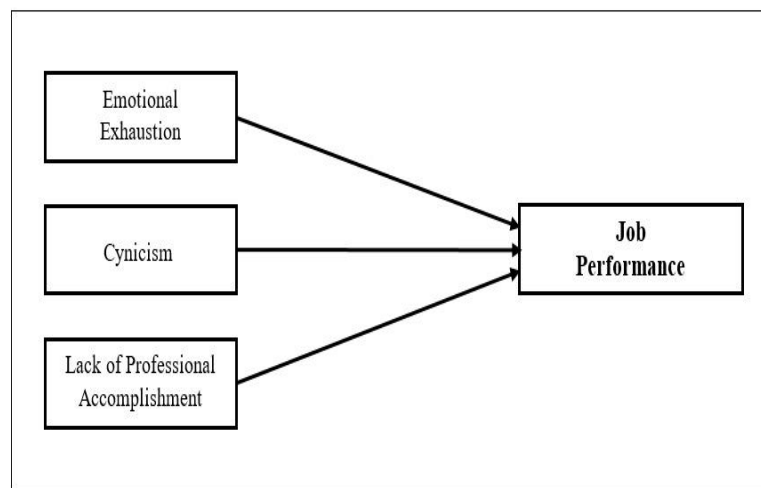 Emotional
Exhaustion
Cynicism
Job
Performance
Lack of Professional
Accomplishment